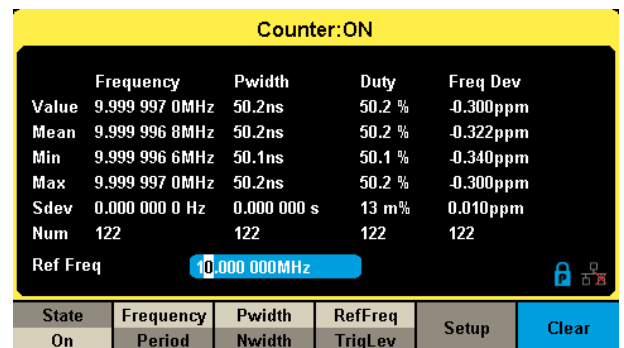 Counter:ON
Frequency Pwidth Duty Freq Dev
Value 9.999 997 0MHz 50.2ns 50.2 % -0.300ppm
Mean 9.999 996 8MHz 50.2ns 50.2 % -0.322ppm
Min 9.999 996 6MHz 50.1ns 50.1 % -0.340ppm
Max 9.999 997 0MHz 50.2ns 50.2 % -0.300ppm
Sdev 0.000 000 0 Hz 0.000 000 s 13 m% 0.010ppm
Num 122 122 122 122
Ref Freq 10.000 000MHz
State Frequency Pwidth RefFreq Setup Clear
On Period Nwidth TrigLev